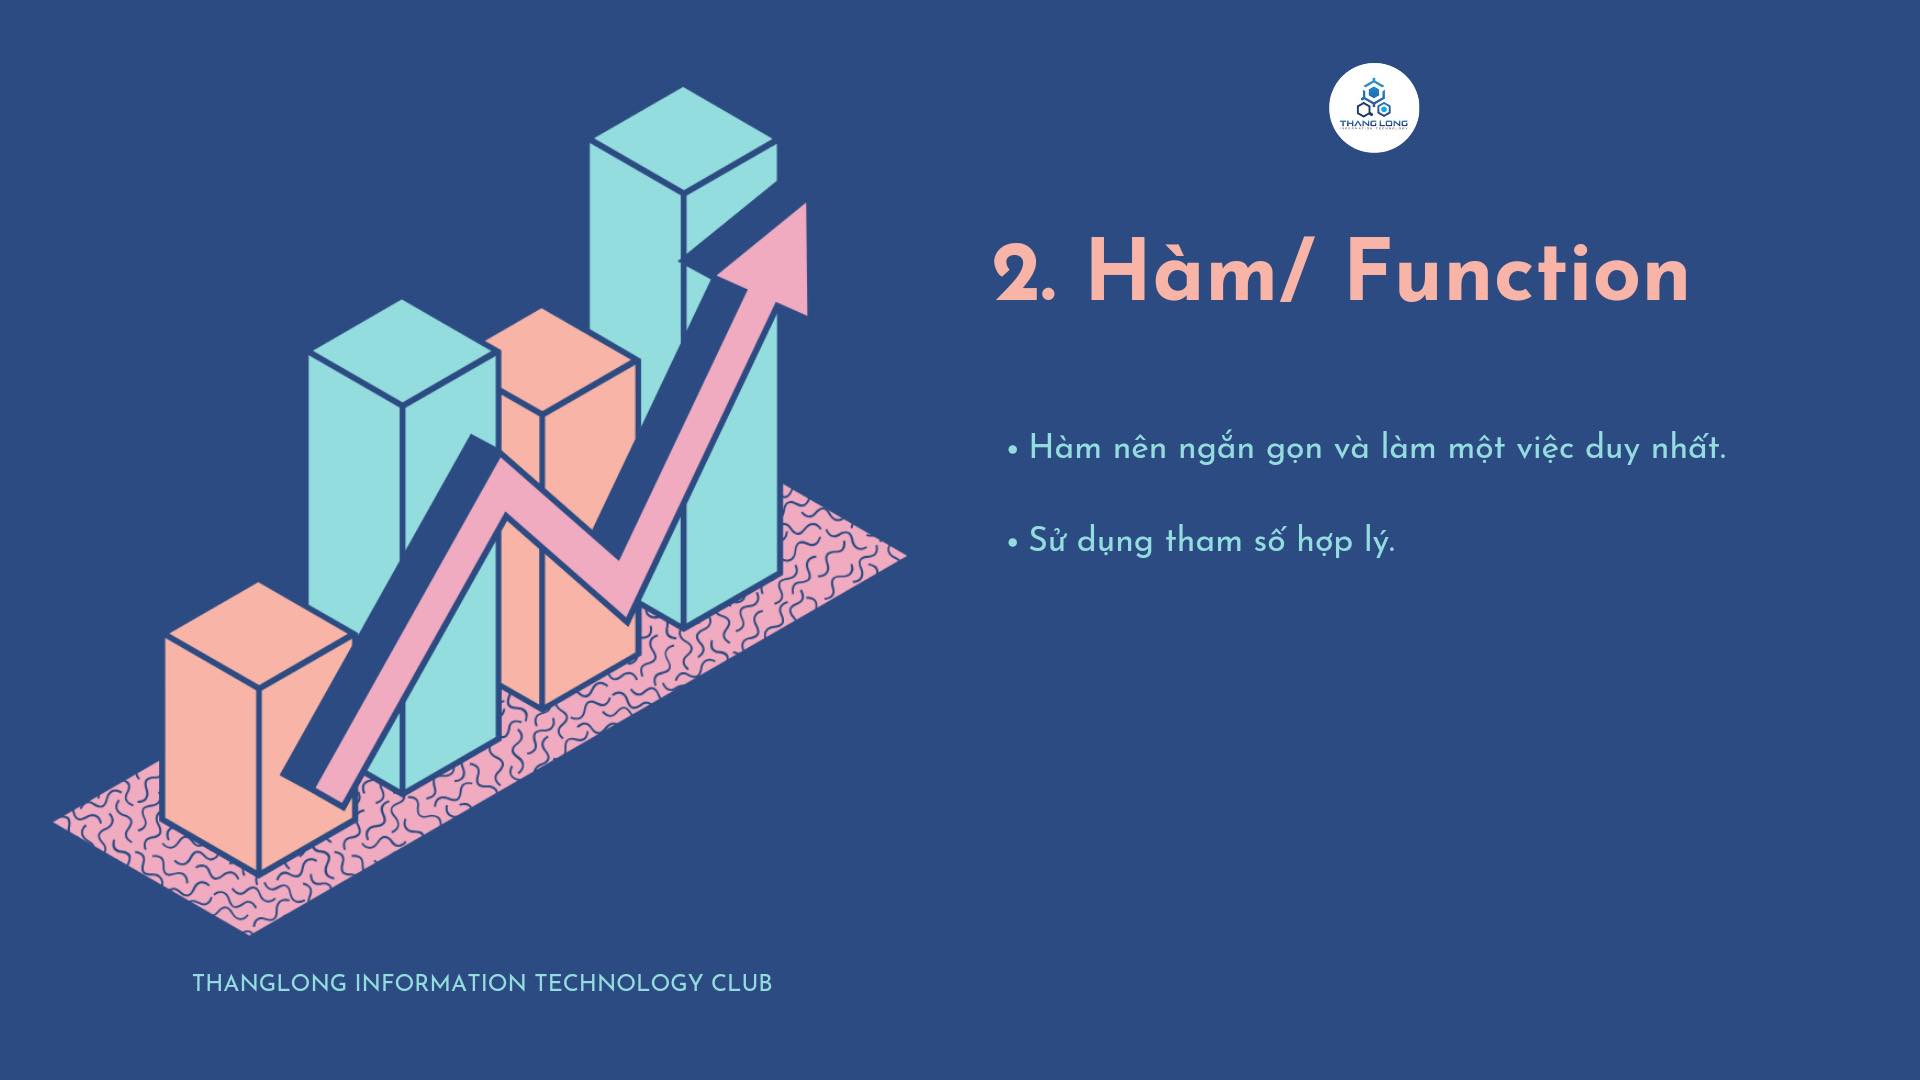 THANG LONG
2. Hàm/ Function
• Hàm nên ngắn gọn và làm một việc duy nhất.
• Sử dụng tham số hợp lý.
THANGLONG INFORMATION TECHNOLOGY CLUB